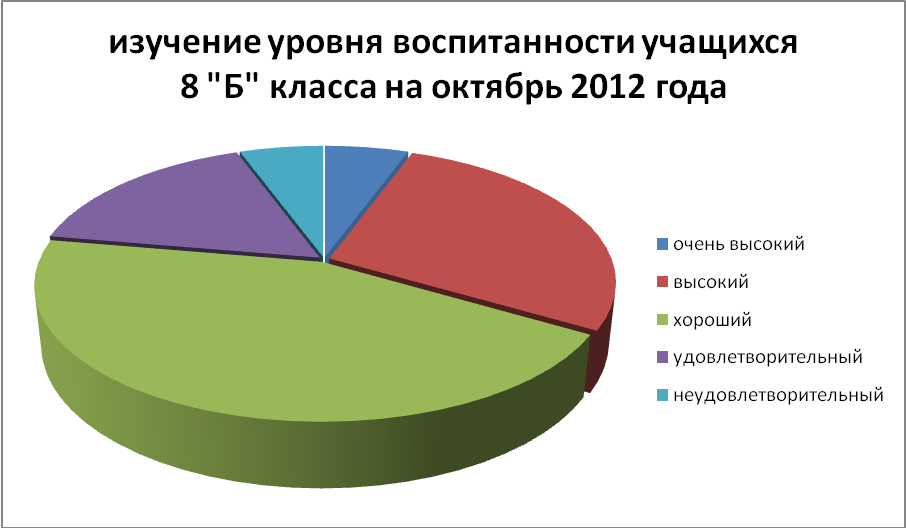 изучение уровня воспитанности учащихся
8 "Б" класса на октябрь 2012 года
очень высокий
высокий
хороший
удовлетворительный
неудовлетворительный